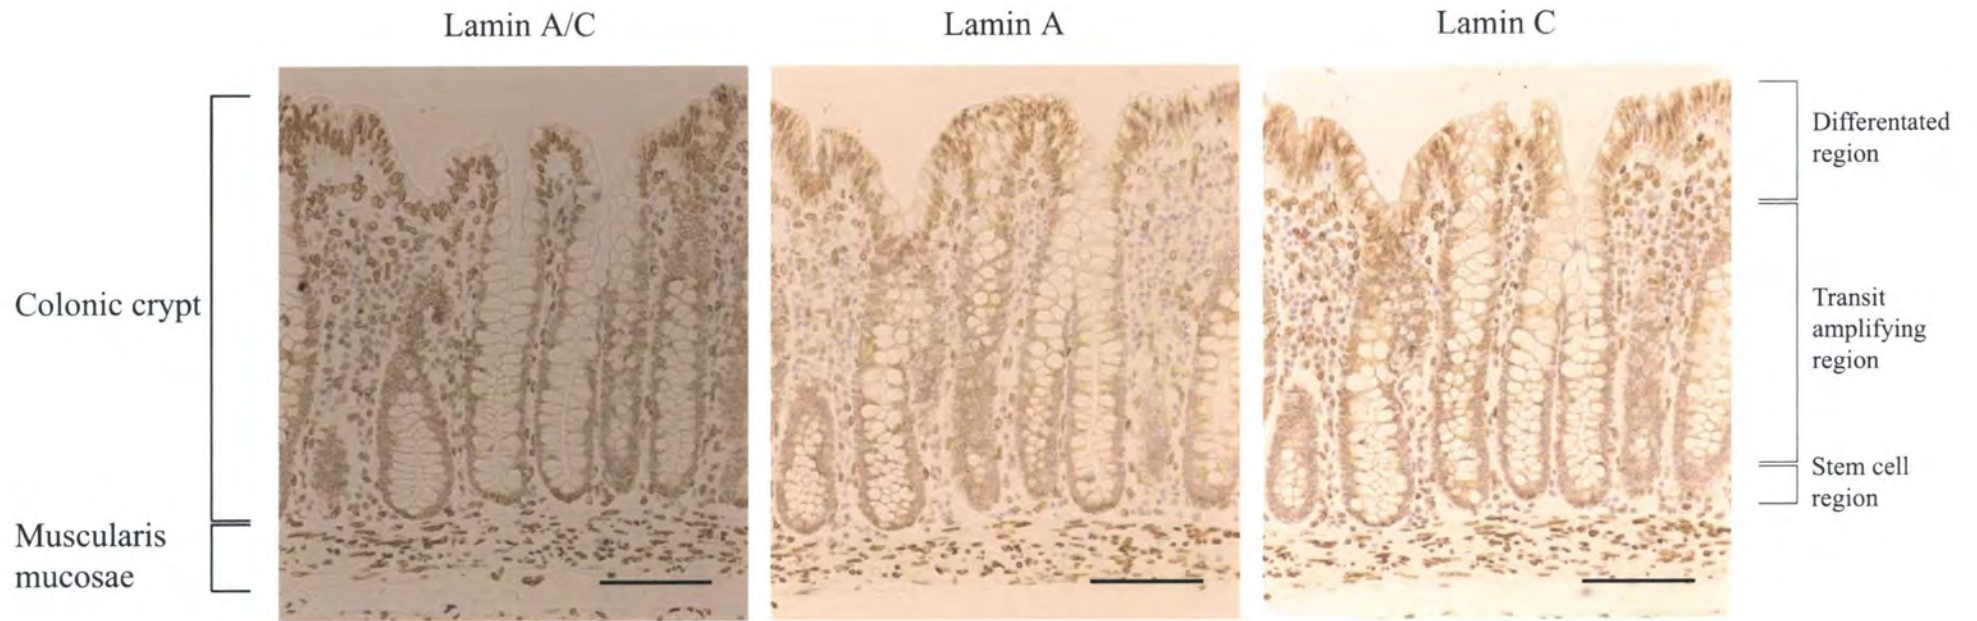 Lamin A/C
Lamin A
Lamin C
Colonic crypt
Muscularis
mucosae
Differentated
region
Transit
amplifying
region
Stem cell
region